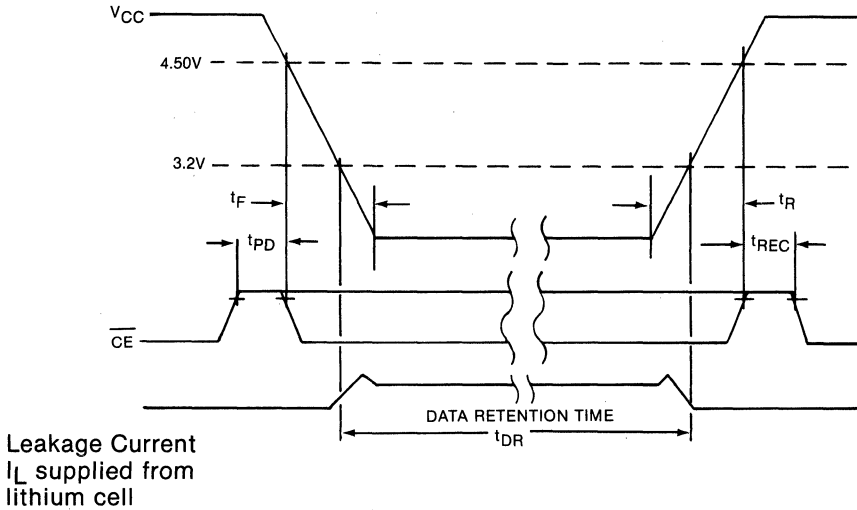 VCC
4.50V
3.2V
tF
tR
tPD
tREC
CE
DATA RETENTION TIME
tDR
Leakage Current
IL supplied from
lithium cell